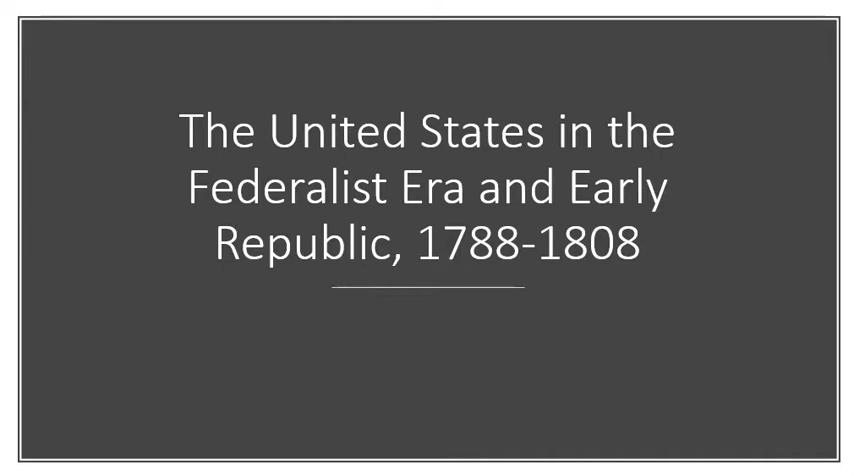 The United States in the
Federalist Era and Early
Republic, 1788-1808